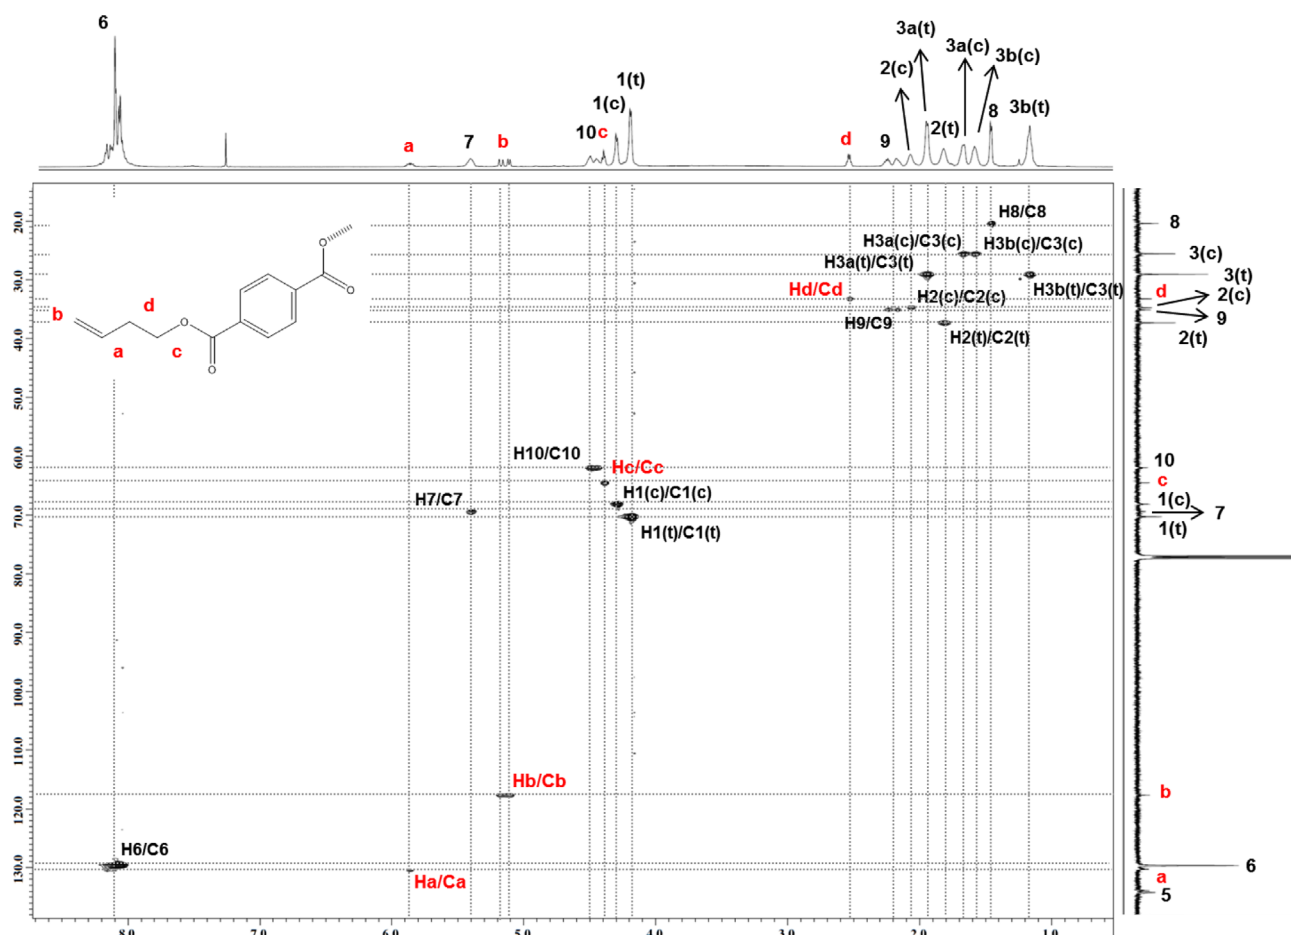 6
3a(t)
3a(c)
2(c)
3b(c)
1(t)
1(c)
8
3b(t)
10
c
2(t)
a
7
b
d
9
H8/C8
8
20.0
H3a(c)/C3(c)
H3b(c)/C3(c)
3(c)
H3a(t)/C3(t)
3(t)
30.0
Hd/Cd
H3b(t)/C3(t)
d
2(c)
H2(c)/C2(c)
H9/C9
9
O
O
b
d
O
H2(t)/C2(t)
2(t)
40.0
a
c
O
50.0
H10/C10
10
60.0
Hc/Cc
c
H7/C7
H1(c)/C1(c)
1(c)
7
70.0
H1(t)/C1(t)
1(t)
80.0
90.0
100.0
110.0
Hb/Cb
b
120.0
H6/C6
6
130.0
Ha/Ca
a
5
8.0
7.0
6.0
5.0
4.0
3.0
2.0
1.0